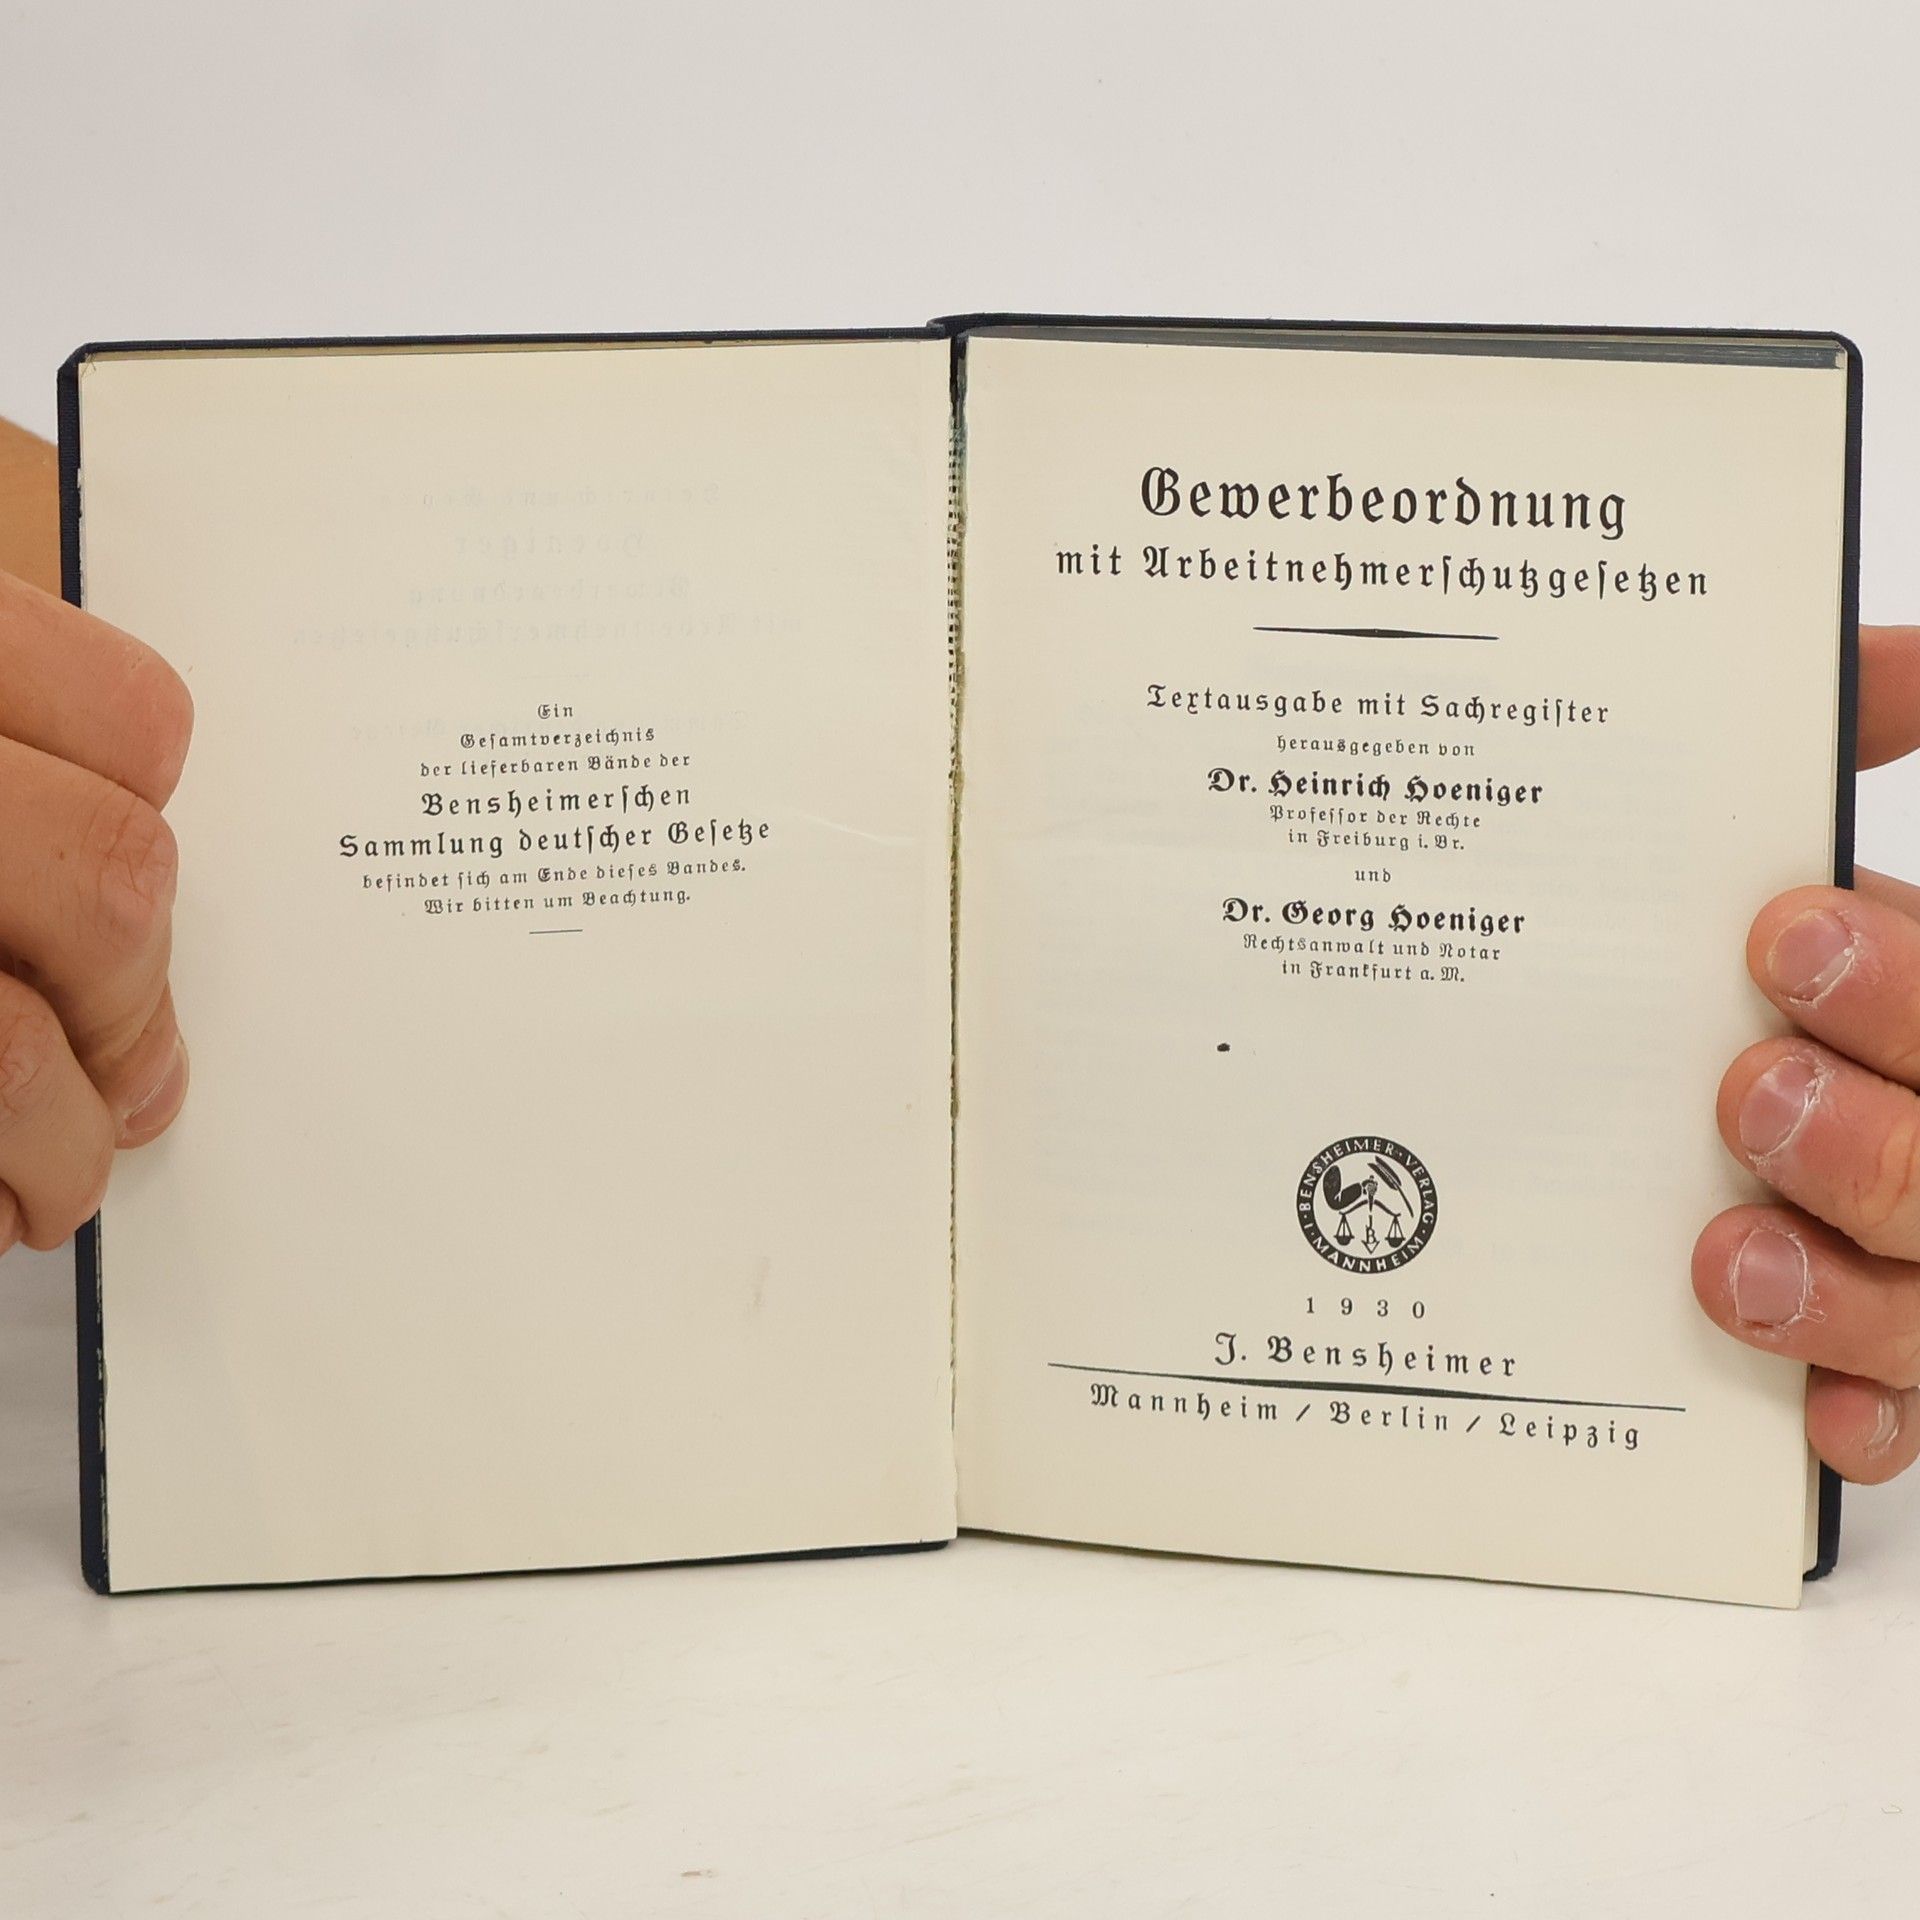 Ein
Gesamtverzeichnis
der lieferbaren Bände der
Bensheimerschen
Sammlung deutscher Gesetze
befindet sich am Ende dieses Bandes.
Wir bitten um Beachtung.
Gewerbeordnung
mit Arbeitnehmerschutzgesetzen
Textausgabe mit Sachregister
herausgegeben von
Dr. Heinrich Hoeniger
Professor der Rechte
in Freiburg i. Br.
und
Dr. Georg Hoeniger
Rechtsanwalt und Notar
in Frankfurt a. M.
I · BENSHEIMER · VERLAG · MANNHEIM ·
JB
1930
J. Bensheimer
Mannheim / Berlin / Leipzig